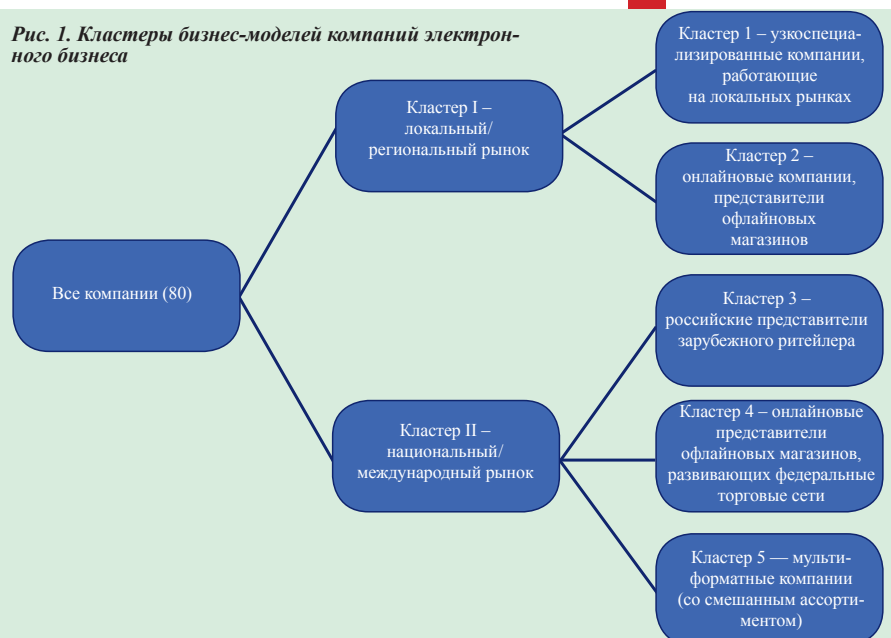 Рис. 1. Кластеры бизнес-моделей компаний электрон-
ного бизнеса
Все компании (80)
Кластер I –
локальный/
региональный рынок
Кластер II –
национальный/
международный рынок
Кластер 1 – узкоспециа-
лизированные компании,
работающие
на локальных рынках
Кластер 2 –
онлайновые компании,
представители
офлайновых
магазинов
Кластер 3 –
российские представители
зарубежного ритейлера
Кластер 4 – онлайновые
представители
офлайновых магазинов,
развивающих федеральные
торговые сети
Кластер 5 — мульти-
форматные компании
(со смешанным ассорти-
ментом)